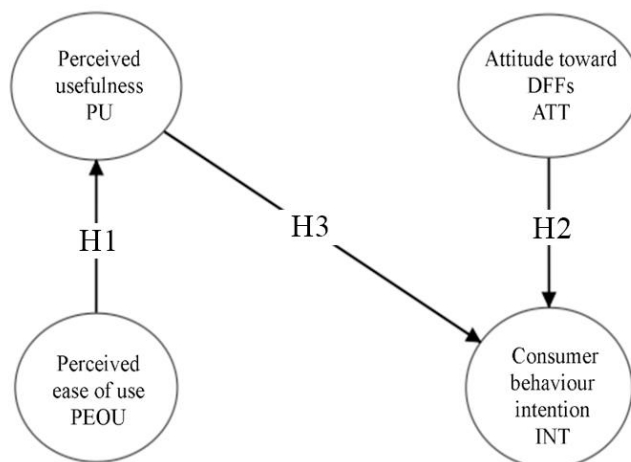 Perceived
usefulness
PU
Attitude toward
DFFs
ATT
H1
H3
H2
Perceived
ease of use
PEOU
Consumer
behaviour
intention
INT